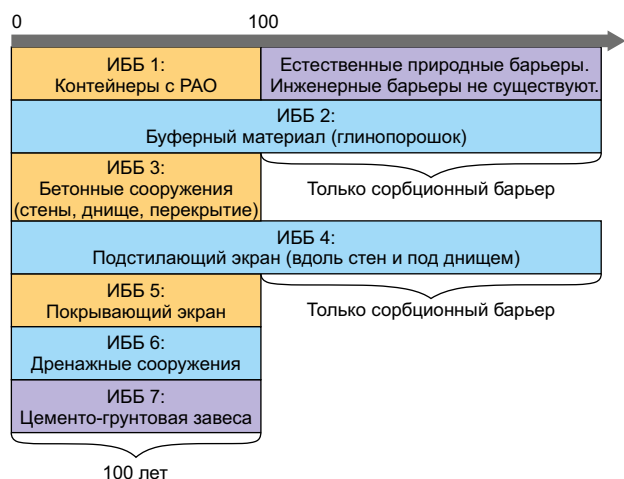 0
100
ИББ 1:
Контейнеры с РАО
Естественные природные барьеры.
Инженерные барьеры не существуют.
ИББ 2:
Буферный материал (глинопорошок)
ИББ 3:
Бетонные сооружения
(стены, днище, перекрытие)
Только сорбционный барьер
ИББ 4:
Подстилающий экран (вдоль стен и под днищем)
ИББ 5:
Покрывающий экран
Только сорбционный барьер
ИББ 6:
Дренажные сооружения
ИББ 7:
Цементо-грунтовая завеса
100 лет